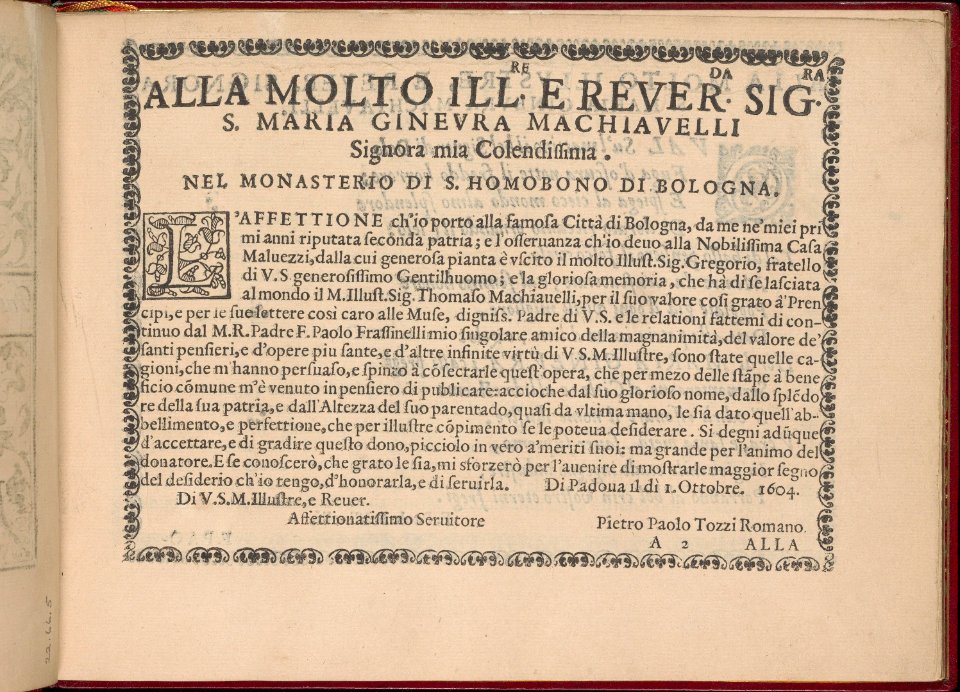 ALLA MOLTO ILL.RE E REVER.DA SIG.RA
S. MARIA GINEVRA MACHIAVELLI
Signora mia Colendissima.
NEL MONASTERIO DI S. HOMOBONO DI BOLOGNA.
L'AFFETTIONE ch'io porto alla famosa Città di Bologna, da me ne' miei pri
mi anni riputata secõnda patria; e l'osseruanza ch'io deuo alla Nobilissima Casa
Maluezzi, dalla cui generosa pianta è vscito il molto Illust. Sig. Gregorio, fratello
di V.S generosissimo Gentilhuomo; e la gloriosa memoria, che hà di se lasciata
al mondo il M. Illust. Sig. Thomaso Machiauelli, per il suo valore cosi grato à Pren
cipi, e per le sue lettere cosi caro alle Muse, digniss. Padre di V.S. e le relationi fattemi di con-
tinuo dal M.R. Padre F. Paolo Frassinelli mio singolare amico della magnanimità, del valore de'
santi pensieri, e d'opere piu sante, e d'altre infinite virtù di V S. M. Illustre, sono state quelle ca-
gioni, che m'hanno persuaso, e spinto à cõsecrarle quest'opera, che per mezo delle stãpe à bene
ficio cõmune m'è venuto in pensiero di publicare: accioche dal suo glorioso nome, dallo splẽdo
re della sua patria, e dall'Altezza del suo parentado, quasi da vltima mano, le sia dato quell'ab-
bellimento, e perfettione, che per illustre cõpimento se le poteua desiderare. Si degni adũque
d'accettare, e di gradire questo dono, picciolo in vero a' meriti suoi: ma grande per l'animo del
donatore. E se conoscerò, che grato le sia, mi sforzerò per l'auenire di mostrarle maggior segno
del desiderio ch'io tengo, d'honorarla, e di seruirla. Di Padoua il di 1. Ottobre. 1604.
Di V.S.M. Illustre, e Reuer.
Affettionatissimo Seruitore Pietro Paolo Tozzi Romano.
A 2 ALLA
22.66.5